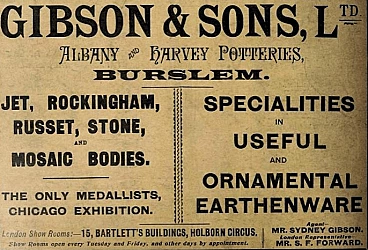 GIBSON & SONS, LTD
ALBANY AND HARVEY POTTERIES,
BURSLEM.
JET, ROCKINGHAM,
RUSSET, STONE,
AND
MOSAIC BODIES.
THE ONLY MEDALLISTS,
CHICAGO EXHIBITION.
SPECIALITIES
IN
USEFUL
AND
ORNAMENTAL
EARTHENWARE
London Show Rooms:—15, BARTLETT'S BUILDINGS, HOLBORN CIRCUS.
Show Rooms open every Tuesday and Friday, and other days by appointment.
Agent—
MR. SYDNEY GIBSON.
London Representative—
MR. S. F. FORWARD.